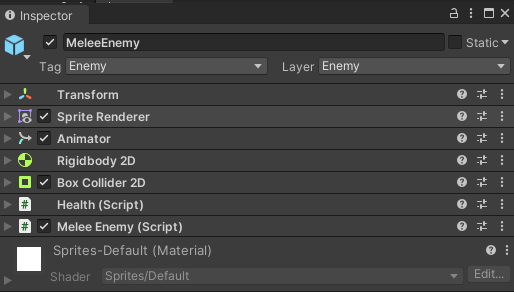 Inspector
MeleeEnemy Static
Tag Enemy Layer Enemy
Transform
Sprite Renderer
Animator
Rigidbody 2D
Box Collider 2D
Health (Script)
Melee Enemy (Script)
Sprites-Default (Material)
Shader Sprites/Default Edit...